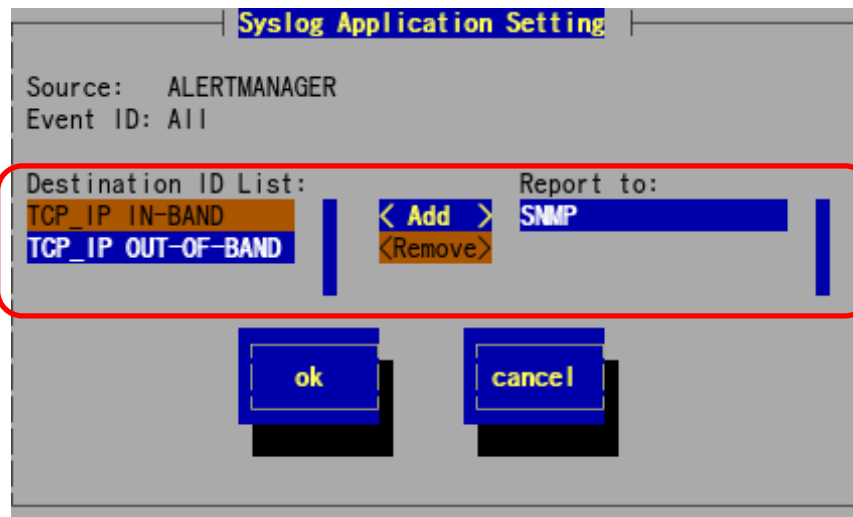 Syslog Application Setting
Source: ALERTMANAGER
Event ID: All
Destination ID List: Report to:
TCP_IP IN-BAND < Add > SNMP
TCP_IP OUT-OF-BAND <Remove>
ok cancel